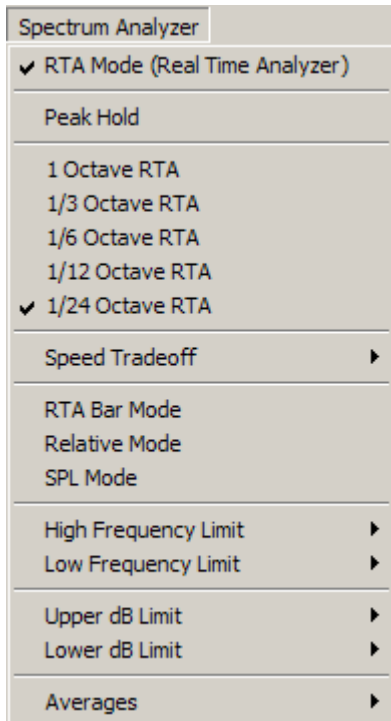 Spectrum Analyzer
RTA Mode (Real Time Analyzer)
Peak Hold
1 Octave RTA
1/3 Octave RTA
1/6 Octave RTA
1/12 Octave RTA
1/24 Octave RTA
Speed Tradeoff
RTA Bar Mode
Relative Mode
SPL Mode
High Frequency Limit
Low Frequency Limit
Upper dB Limit
Lower dB Limit
Averages